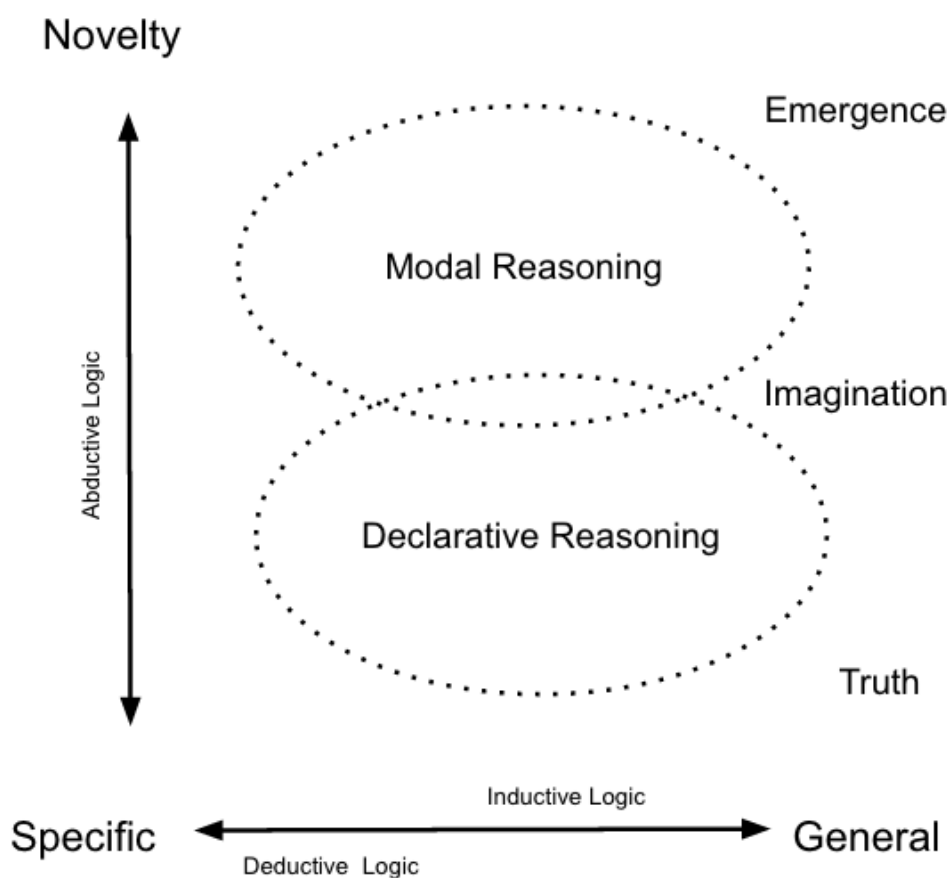 Novelty
Emergence
Modal Reasoning
Abductive Logic
Imagination
Declarative Reasoning
Truth
Inductive Logic
Specific
General
Deductive Logic